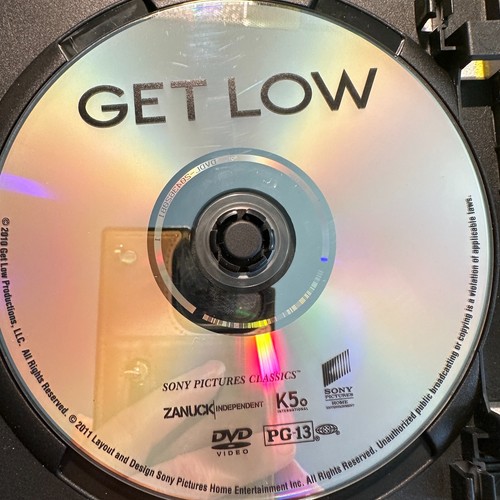 GET LOW
SONY PICTURES CLASSICS™
ZANUCK INDEPENDENT
K5
INTERNATIONAL
SONY
PICTURES
HOME
ENTERTAINMENT
DVD
VIDEO
PG-13
© 2010 Get Low Productions, LLC. All Rights Reserved. © 2011 Layout and Design Sony Pictures Home Entertainment Inc. All Rights Reserved. Unauthorized public broadcasting or copying is a violation of applicable laws.